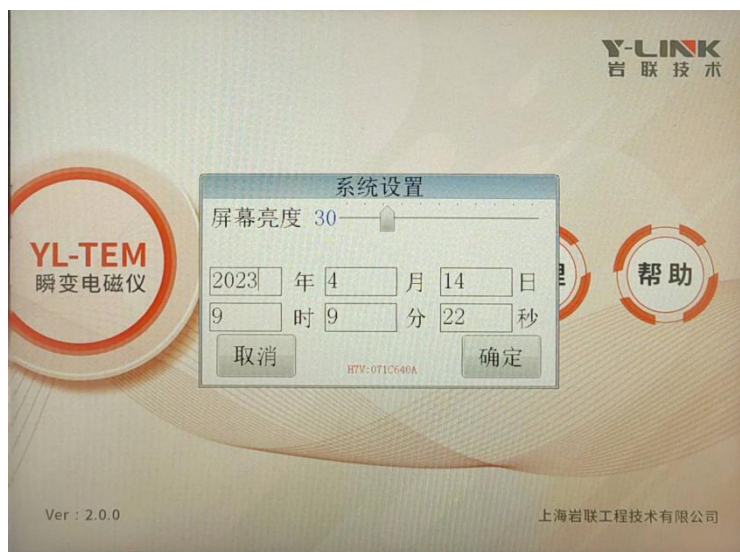 Y-LINK
岩联技术
系统设置
屏幕亮度 30
YL-TEM
瞬变电磁仪
2023 年 4 月 14 日
9 时 9 分 22 秒
取消 H7V:071C640A 确定
理
帮助
Ver : 2.0.0
上海岩联工程技术有限公司